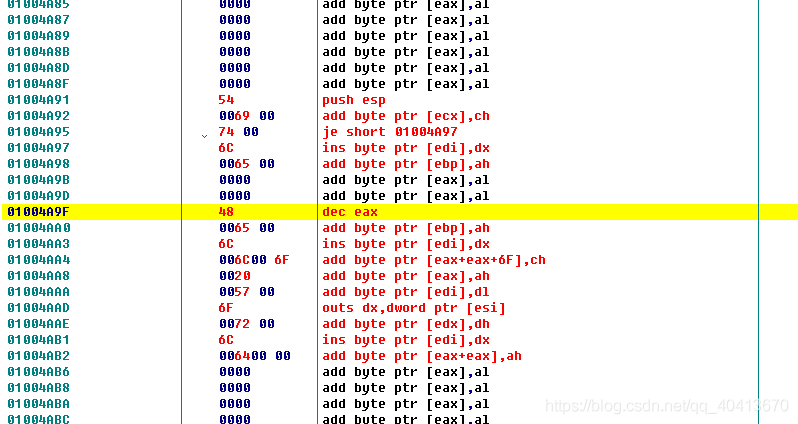 01004A85 0000 add byte ptr [eax],al
01004A87 0000 add byte ptr [eax],al
01004A89 0000 add byte ptr [eax],al
01004A8B 0000 add byte ptr [eax],al
01004A8D 0000 add byte ptr [eax],al
01004A8F 0000 add byte ptr [eax],al
01004A91 54 push esp
01004A92 0069 00 add byte ptr [ecx],ch
01004A95 74 00 je short 01004A97
01004A97 6C ins byte ptr [edi],dx
01004A98 0065 00 add byte ptr [ebp],ah
01004A9B 0000 add byte ptr [eax],al
01004A9D 0000 add byte ptr [eax],al
01004A9F 48 dec eax
01004AA0 0065 00 add byte ptr [ebp],ah
01004AA3 6C ins byte ptr [edi],dx
01004AA4 006C00 6F add byte ptr [eax+eax+6F],ch
01004AA8 0020 add byte ptr [eax],ah
01004AAA 0057 00 add byte ptr [edi],dl
01004AAD 6F outs dx,dword ptr [esi]
01004AAE 0072 00 add byte ptr [edx],dh
01004AB1 6C ins byte ptr [edi],dx
01004AB2 006400 00 add byte ptr [eax+eax],ah
01004AB6 0000 add byte ptr [eax],al
01004AB8 0000 add byte ptr [eax],al
01004ABA 0000 add byte ptr [eax],al
01004ABC 0000 add byte ptr [eax],al
https://blog.csdn.net/qq_40413670